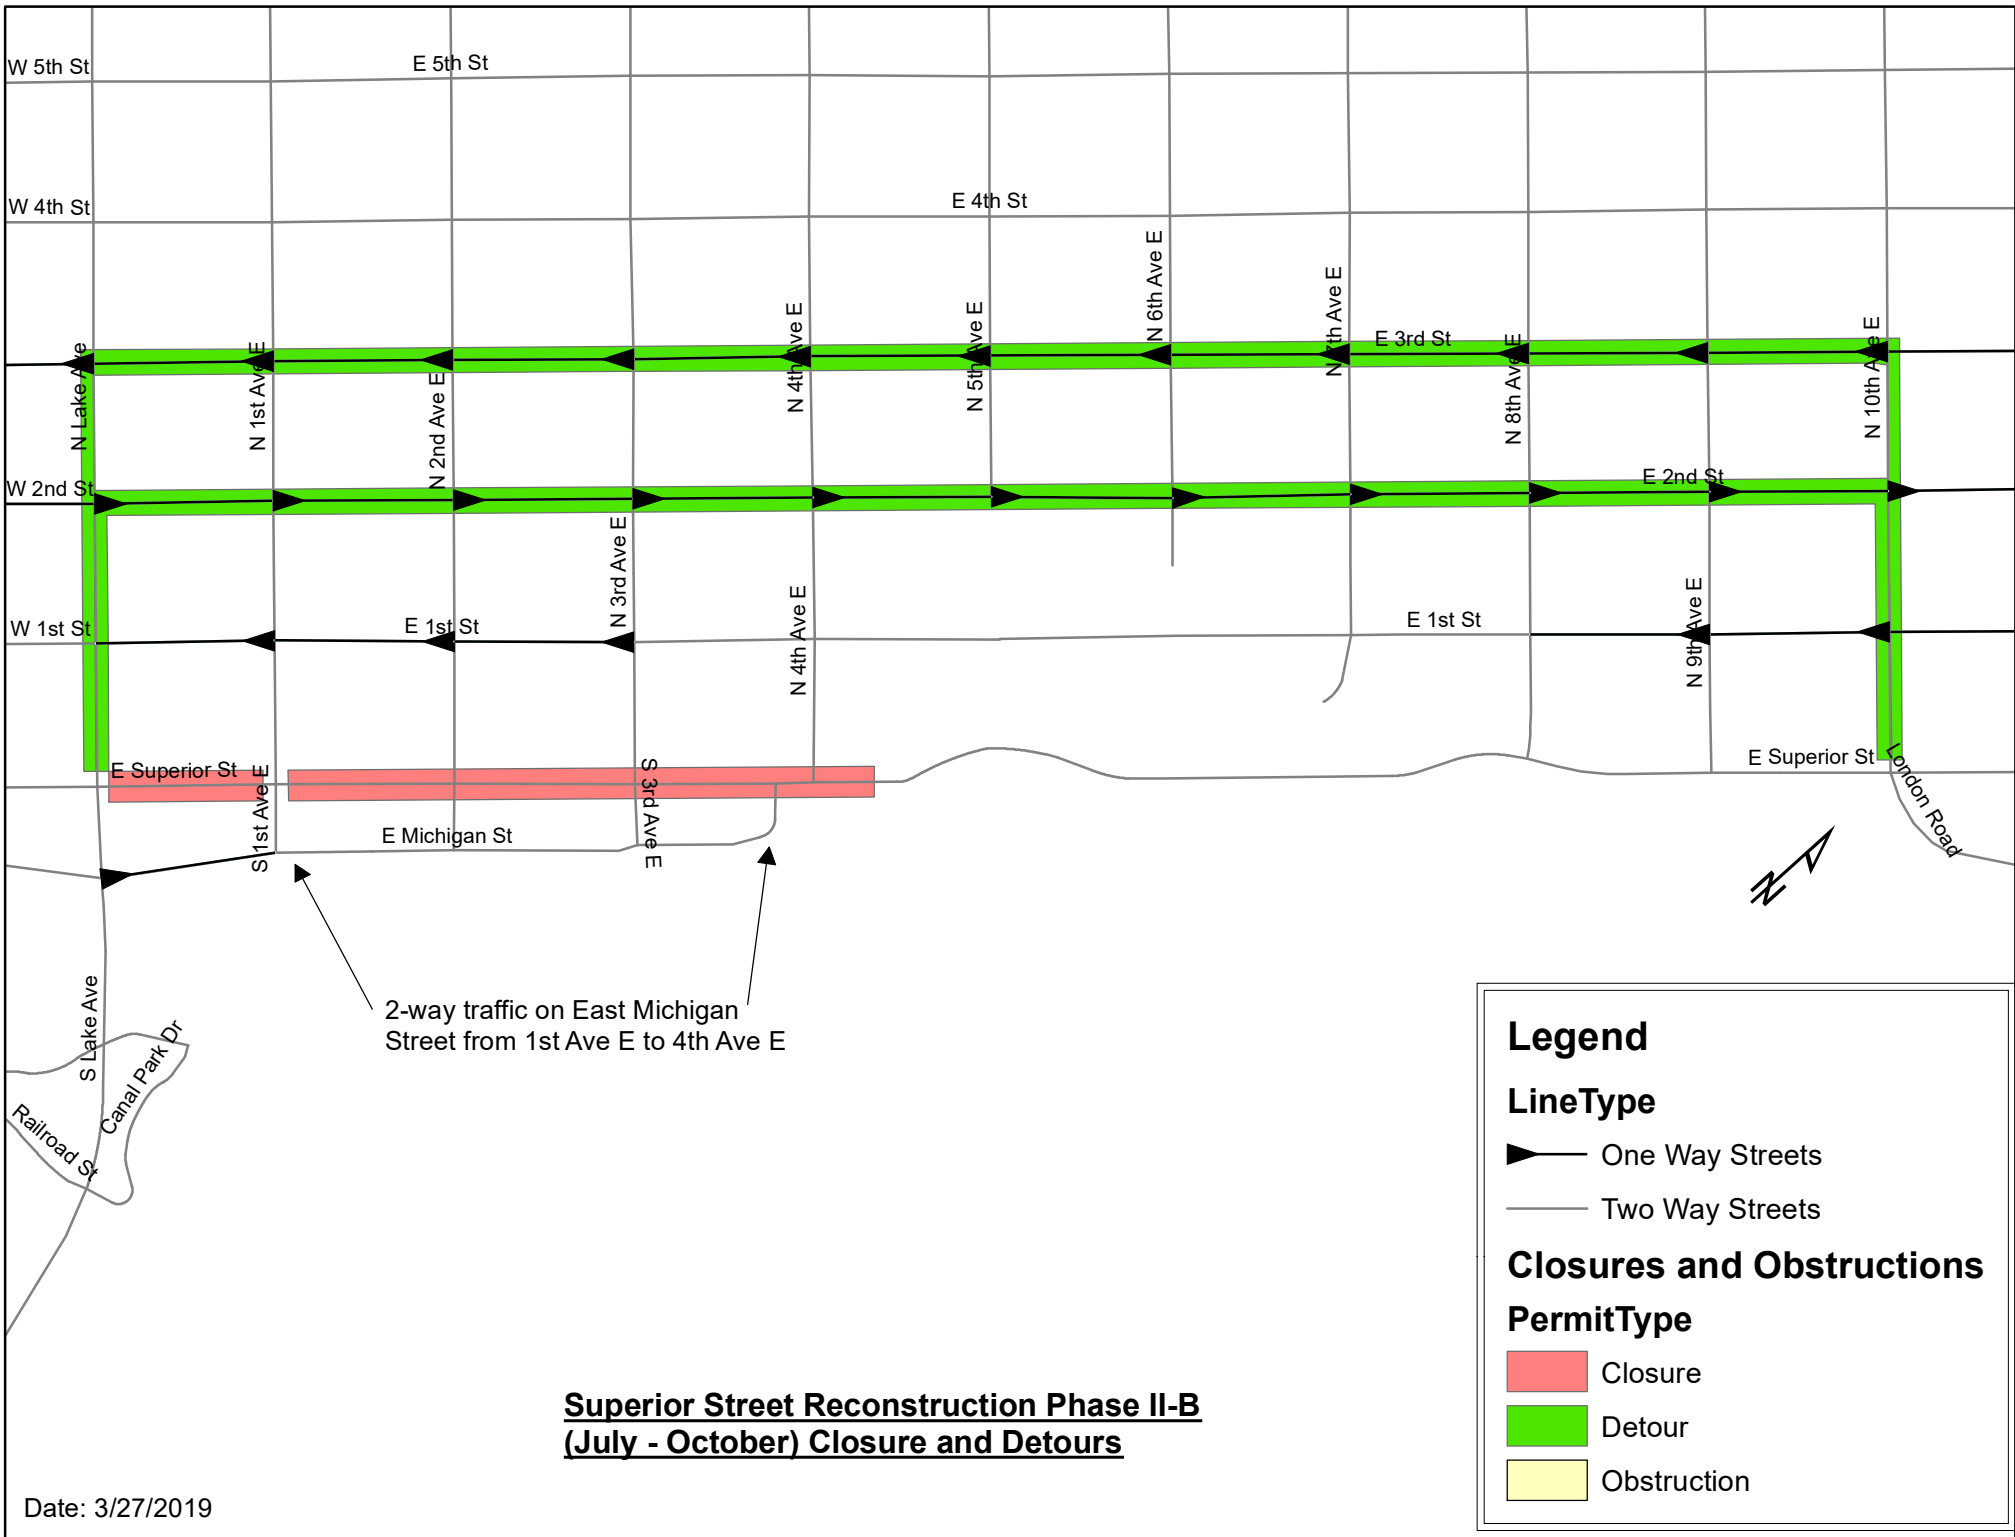 W 5th St
E 5th St
W 4th St
E 4th St
N 6th Ave E
N 7th Ave E
N 4th Ave E
N 5th Ave E
N 10th Ave E
E 3rd St
N 8th Ave E
N Lake Ave
N 1st Ave E
N 2nd Ave E
W 2nd St
E 2nd St
N 3rd Ave E
N 4th Ave E
N 9th Ave E
W 1st St
E 1st St
E 1st St
E Superior St
E Superior St
S 1st Ave E
S 3rd Ave E
London Road
E Michigan St
N
2-way traffic on East Michigan
Street from 1st Ave E to 4th Ave E
S Lake Ave
Canal Park Dr
Railroad St
Legend
LineType
One Way Streets
Two Way Streets
Closures and Obstructions
PermitType
Closure
Detour
Obstruction
Superior Street Reconstruction Phase II-B
(July - October) Closure and Detours
Date: 3/27/2019